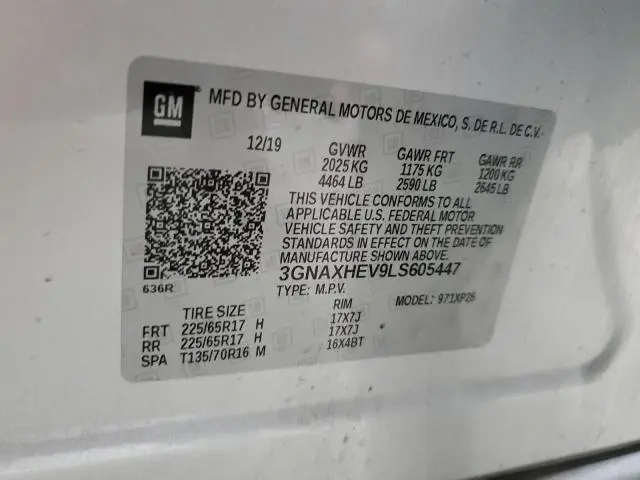 GM
MFD BY GENERAL MOTORS DE MEXICO, S. DE R.L. DE C.V.
12/19
GVWR GAWR FRT GAWR RR
2025 KG 1175 KG 1200 KG
4464 LB 2590 LB 2645 LB
THIS VEHICLE CONFORMS TO ALL
APPLICABLE U.S. FEDERAL MOTOR
VEHICLE SAFETY AND THEFT PREVENTION
STANDARDS IN EFFECT ON THE DATE OF
MANUFACTURE SHOWN ABOVE.
636R
3GNAXHEV9LS605447
TYPE: M.P.V. MODEL: 971XP26
TIRE SIZE RIM
FRT 225/65R17 H 17X7J
RR 225/65R17 H 17X7J
SPA T135/70R16 M 16X4BT